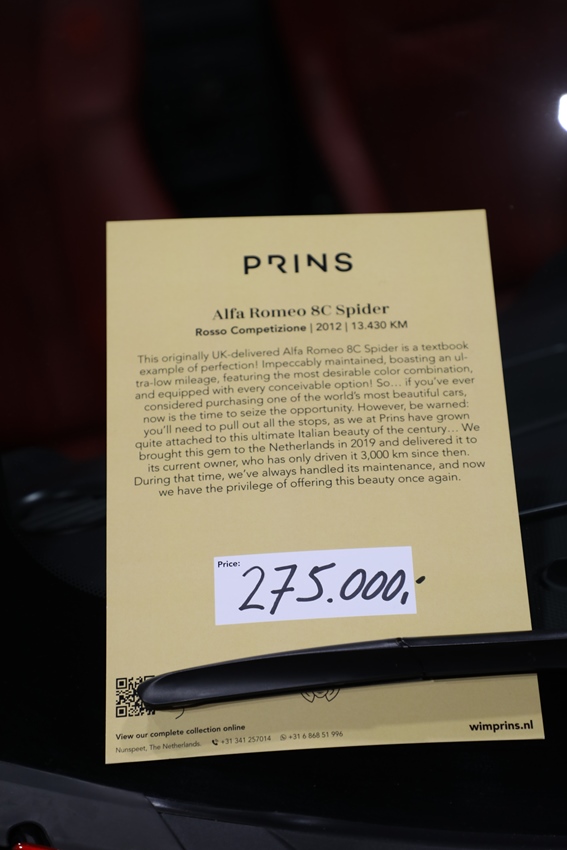 PRINS
Alfa Romeo 8C Spider
Rosso Competizione | 2012 | 13.430 KM
This originally UK-delivered Alfa Romeo 8C Spider is a textbook
example of perfection! Impeccably maintained, boasting an ul-
tra-low mileage, featuring the most desirable color combination,
and equipped with every conceivable option! So... if you've ever
considered purchasing one of the world's most beautiful cars,
now is the time to seize the opportunity. However, be warned:
you'll need to pull out all the stops, as we at Prins have grown
quite attached to this ultimate Italian beauty of the century... We
brought this gem to the Netherlands in 2019 and delivered it to
its current owner, who has only driven it 3,000 km since then.
During that time, we've always handled its maintenance, and now
we have the privilege of offering this beauty once again.
Price:
275.000,-
View our complete collection online
Nunspeet, The Netherlands. +31 341 257014 +31 6 868 51 996
wimprins.nl